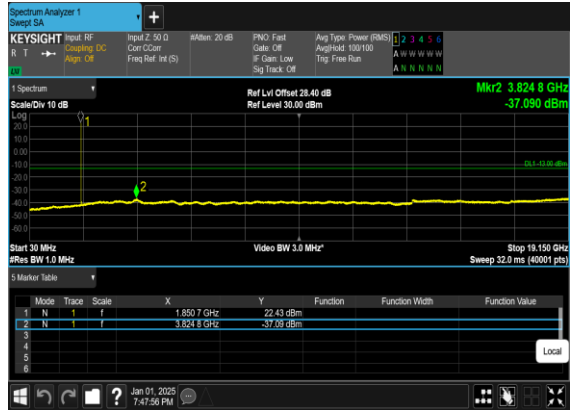 Spectrum Analyzer 1
Swept SA
+
KEYSIGHT
R T
LM
Input: RF
Coupling: DC
Align: Off
Input Z: 50 Ω
Corr CCorr
Freq Ref: Int (S)
#Atten: 20 dB
PNO: Fast
Gate: Off
IF Gain: Low
Sig Track: Off
Avg Type: Power (RMS)
Avg|Hold: 100/100
Trig: Free Run
1 2 3 4 5 6
A W W W W W
A N N N N N
1 Spectrum
Scale/Div 10 dB
Ref Lvl Offset 28.40 dB
Ref Level 30.00 dBm
Mkr2 3.824 8 GHz
-37.090 dBm
Log
20.0
10.0
0.00
-10.0
-20.0
-30.0
-40.0
-50.0
-60.0
1
2
DL1 -13.00 dBm
Start 30 MHz
#Res BW 1.0 MHz
Video BW 3.0 MHz*
Stop 19.150 GHz
Sweep 32.0 ms (40001 pts)
5 Marker Table
Mode Trace Scale X Y Function Function Width Function Value
1 N 1 f 1.850 7 GHz 22.43 dBm
2 N 1 f 3.824 8 GHz -37.09 dBm
3
4
5
6
Local
?
Jan 01, 2025
7:47:56 PM